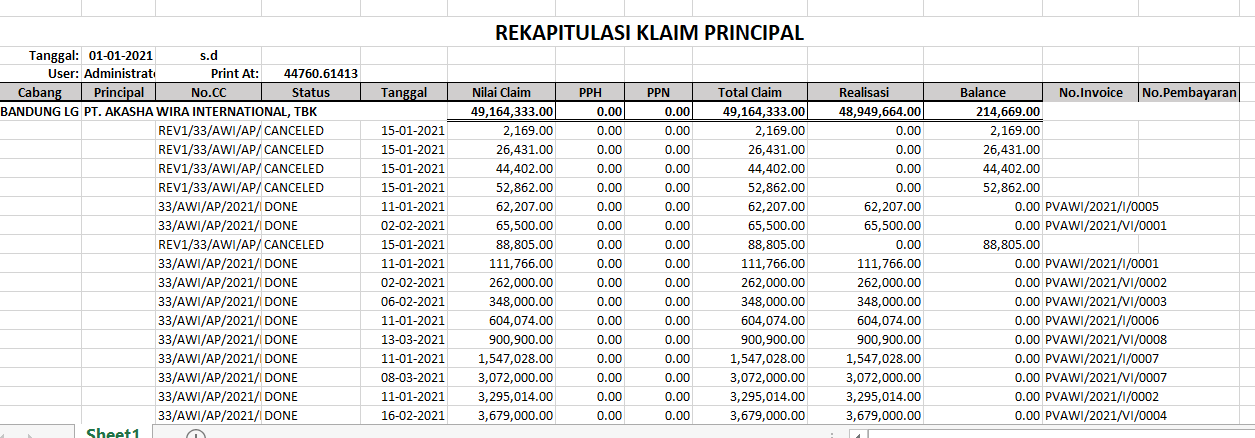 REKAPITULASI KLAIM PRINCIPAL
Tanggal: 01-01-2021 s.d
User: Administrat Print At: 44760.61413
Cabang Principal No.CC Status Tanggal Nilai Claim PPH PPN Total Claim Realisasi Balance No.Invoice No.Pembayaran
BANDUNG LG PT. AKASHA WIRA INTERNATIONAL, TBK 49,164,333.00 0.00 0.00 49,164,333.00 48,949,664.00 214,669.00
REV1/33/AWI/AP/ CANCELED 15-01-2021 2,169.00 0.00 0.00 2,169.00 0.00 2,169.00
REV1/33/AWI/AP/ CANCELED 15-01-2021 26,431.00 0.00 0.00 26,431.00 0.00 26,431.00
REV1/33/AWI/AP/ CANCELED 15-01-2021 44,402.00 0.00 0.00 44,402.00 0.00 44,402.00
REV1/33/AWI/AP/ CANCELED 15-01-2021 52,862.00 0.00 0.00 52,862.00 0.00 52,862.00
33/AWI/AP/2021/ DONE 11-01-2021 62,207.00 0.00 0.00 62,207.00 62,207.00 0.00 PVAWI/2021/I/0005
33/AWI/AP/2021/ DONE 02-02-2021 65,500.00 0.00 0.00 65,500.00 65,500.00 0.00 PVAWI/2021/VI/0001
REV1/33/AWI/AP/ CANCELED 15-01-2021 88,805.00 0.00 0.00 88,805.00 0.00 88,805.00
33/AWI/AP/2021/ DONE 11-01-2021 111,766.00 0.00 0.00 111,766.00 111,766.00 0.00 PVAWI/2021/I/0001
33/AWI/AP/2021/ DONE 02-02-2021 262,000.00 0.00 0.00 262,000.00 262,000.00 0.00 PVAWI/2021/VI/0002
33/AWI/AP/2021/ DONE 06-02-2021 348,000.00 0.00 0.00 348,000.00 348,000.00 0.00 PVAWI/2021/VI/0003
33/AWI/AP/2021/ DONE 11-01-2021 604,074.00 0.00 0.00 604,074.00 604,074.00 0.00 PVAWI/2021/I/0006
33/AWI/AP/2021/ DONE 13-03-2021 900,900.00 0.00 0.00 900,900.00 900,900.00 0.00 PVAWI/2021/VI/0008
33/AWI/AP/2021/ DONE 11-01-2021 1,547,028.00 0.00 0.00 1,547,028.00 1,547,028.00 0.00 PVAWI/2021/I/0007
33/AWI/AP/2021/ DONE 08-03-2021 3,072,000.00 0.00 0.00 3,072,000.00 3,072,000.00 0.00 PVAWI/2021/VI/0007
33/AWI/AP/2021/ DONE 11-01-2021 3,295,014.00 0.00 0.00 3,295,014.00 3,295,014.00 0.00 PVAWI/2021/I/0002
33/AWI/AP/2021/ DONE 16-02-2021 3,679,000.00 0.00 0.00 3,679,000.00 3,679,000.00 0.00 PVAWI/2021/VI/0004
Sheet1